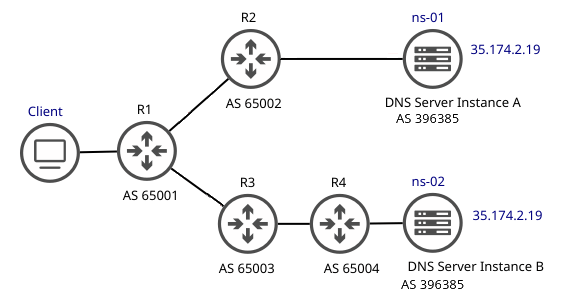 R2
ns-01
35.174.2.19
AS 65002
DNS Server Instance A
AS 396385
Client
R1
AS 65001
R3
R4
ns-02
35.174.2.19
AS 65003
AS 65004
DNS Server Instance B
AS 396385